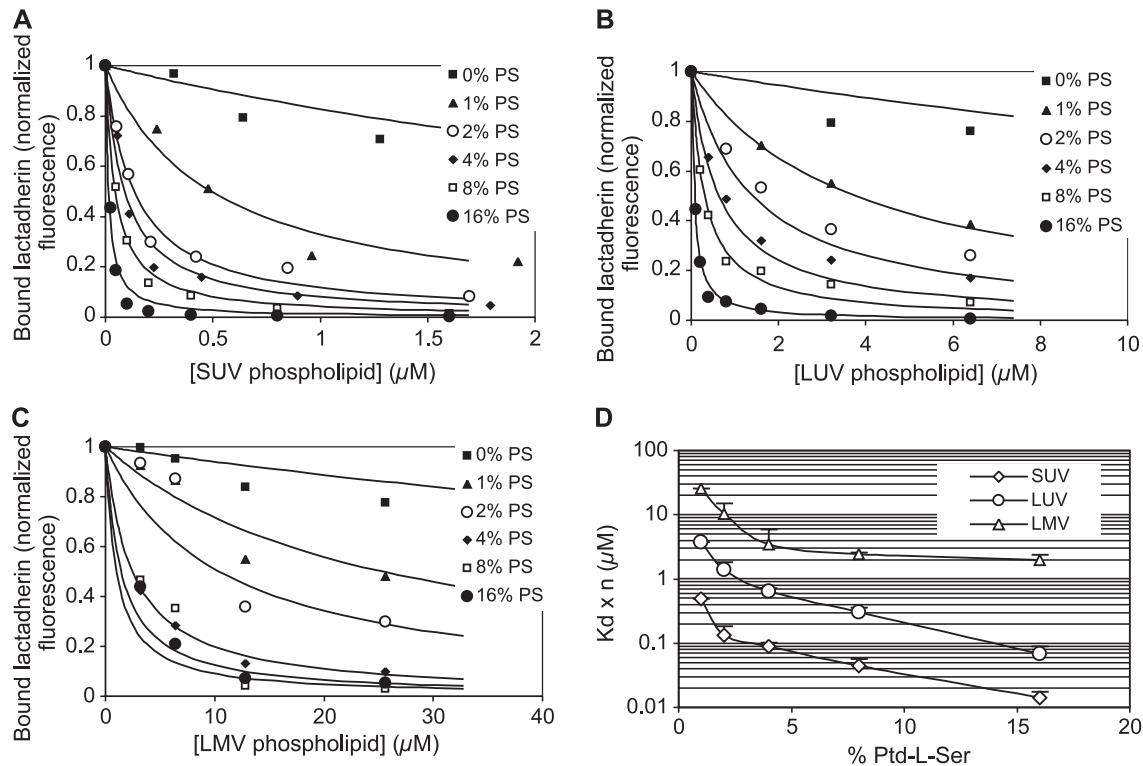 A
Bound lactadherin (normalized
fluorescence)
1
0.8
0.6
0.4
0.2
0
0
0.5
1
1.5
2
[SUV phospholipid] (µM)
0% PS
1% PS
2% PS
4% PS
8% PS
16% PS
B
Bound lactadherin (normalized
fluorescence)
1
0.8
0.6
0.4
0.2
0
0
2
4
6
8
10
[LUV phospholipid] (µM)
0% PS
1% PS
2% PS
4% PS
8% PS
16% PS
C
Bound lactadherin (normalized
fluorescence)
1
0.8
0.6
0.4
0.2
0
0
10
20
30
40
[LMV phospholipid] (µM)
0% PS
1% PS
2% PS
4% PS
8% PS
16% PS
D
Kd x n (µM)
100
10
1
0.1
0.01
0
5
10
15
20
% Ptd-L-Ser
SUV
LUV
LMV